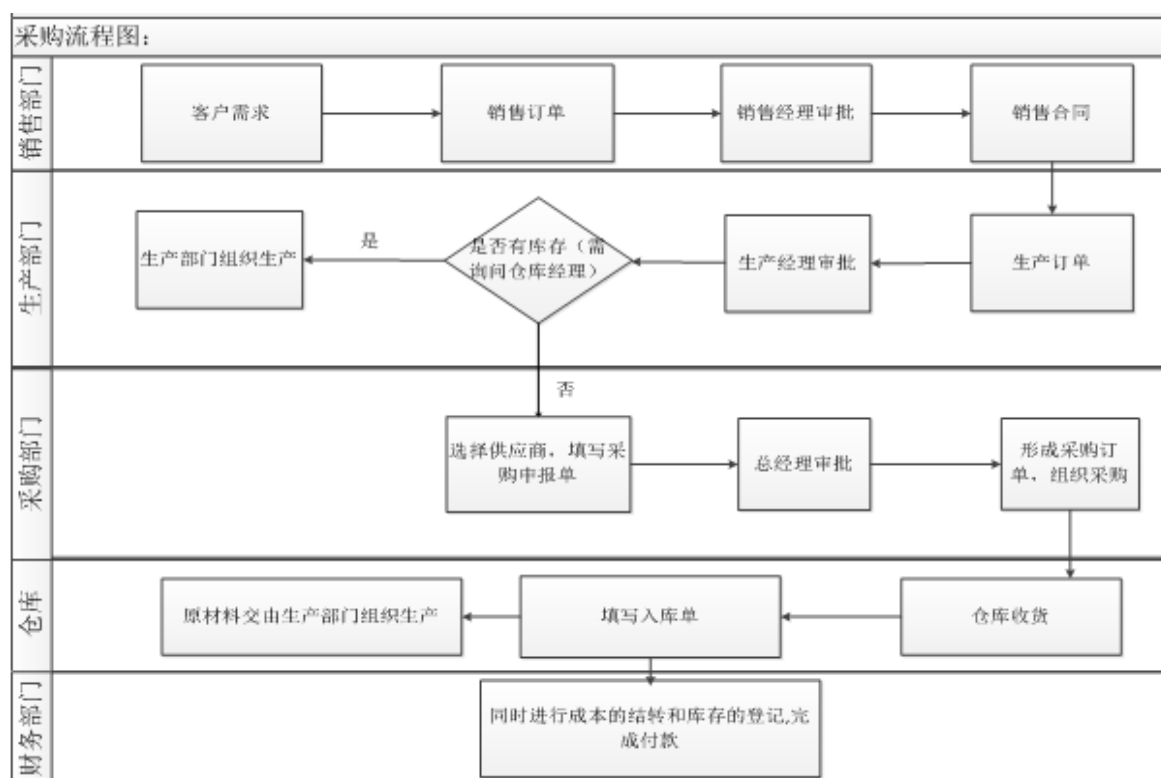 采购流程图：
销售部门
客户需求
销售订单
销售经理审批
销售合同
生产部门
生产部门组织生产
是
是否有库存（需
询问仓库经理）
生产经理审批
生产订单
采购部门
否
选择供应商，填写采
购申报单
总经理审批
形成采购订
单，组织采购
仓库
原材料交由生产部门组织生产
填写入库单
仓库收货
财务部门
同时进行成本的结转和库存的登记,完
成付款